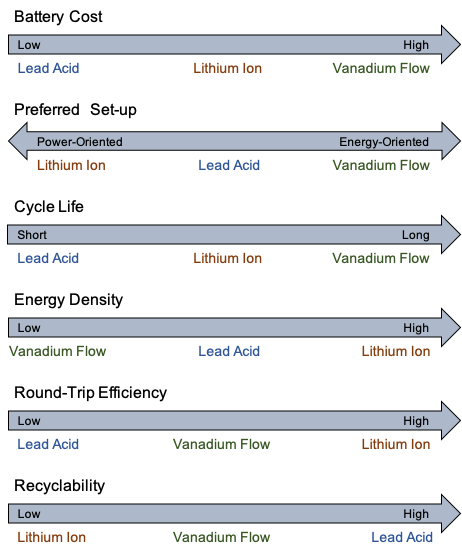 Battery Cost
Low High
Lead Acid Lithium Ion Vanadium Flow
Preferred Set-up
Power-Oriented Energy-Oriented
Lithium Ion Lead Acid Vanadium Flow
Cycle Life
Short Long
Lead Acid Lithium Ion Vanadium Flow
Energy Density
Low High
Vanadium Flow Lead Acid Lithium Ion
Round-Trip Efficiency
Low High
Lead Acid Vanadium Flow Lithium Ion
Recyclability
Low High
Lithium Ion Vanadium Flow Lead Acid